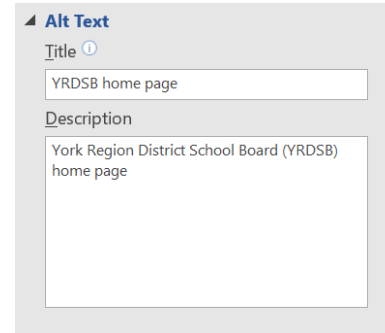 Alt Text
Title
YRDSB home page
Description
York Region District School Board (YRDSB)
home page